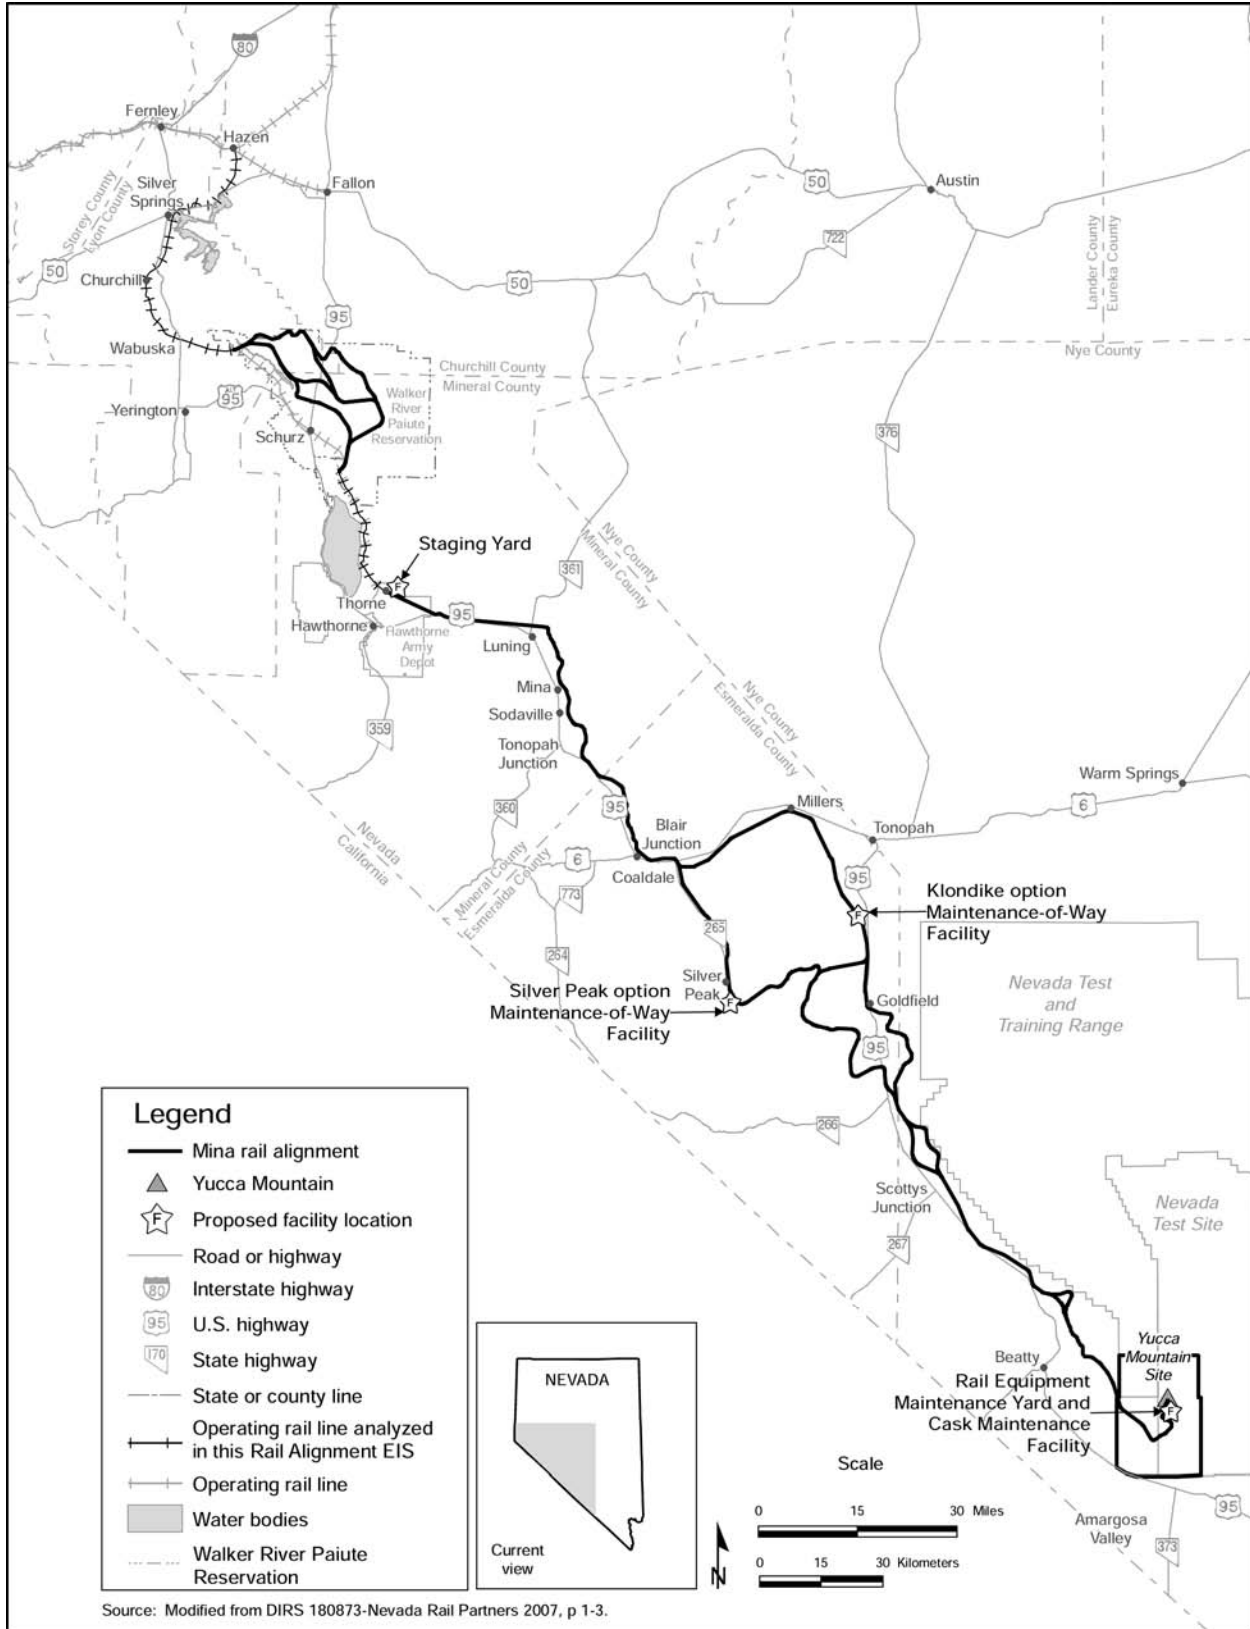 80
Fernley
Hazen
Fallon
Silver
Springs
Storey County
Lyon County
50
Churchill
50
50
Austin
722
Lander County
Eureka County
95
Wabuska
Churchill County
Mineral County
Nye County
Yerington
ALT
95
Walker
River
Paiute
Reservation
Schurz
376
Staging Yard
F
Nye County
Mineral County
361
Thorne
95
Hawthorne
Hawthorne
Army
Depot
Luning
Mina
Sodaville
359
Tonopah
Junction
Nye County
Esmeralda County
Warm Springs
360
95
Millers
6
Nevada
California
Blair
Junction
Tonopah
6
Coaldale
Mineral County
Esmeralda County
773
95
Klondike option
Maintenance-of-Way
Facility
F
265
264
Silver
Peak
Silver Peak option
Maintenance-of-Way
Facility
F
Goldfield
Nevada Test
and
Training Range
95
266
Scottys
Junction
Nevada
Test Site
267
Yucca
Mountain
Site
Beatty
Rail Equipment
Maintenance Yard and
Cask Maintenance
Facility
F
Amargosa
Valley
95
373
Legend
Mina rail alignment
Yucca Mountain
F
Proposed facility location
Road or highway
80
Interstate highway
95
U.S. highway
170
State highway
State or county line
Operating rail line analyzed
in this Rail Alignment EIS
Operating rail line
Water bodies
Walker River Paiute
Reservation
NEVADA
Current
view
Scale
0 15 30 Miles
0 15 30 Kilometers
N
Source: Modified from DIRS 180873-Nevada Rail Partners 2007, p 1-3.